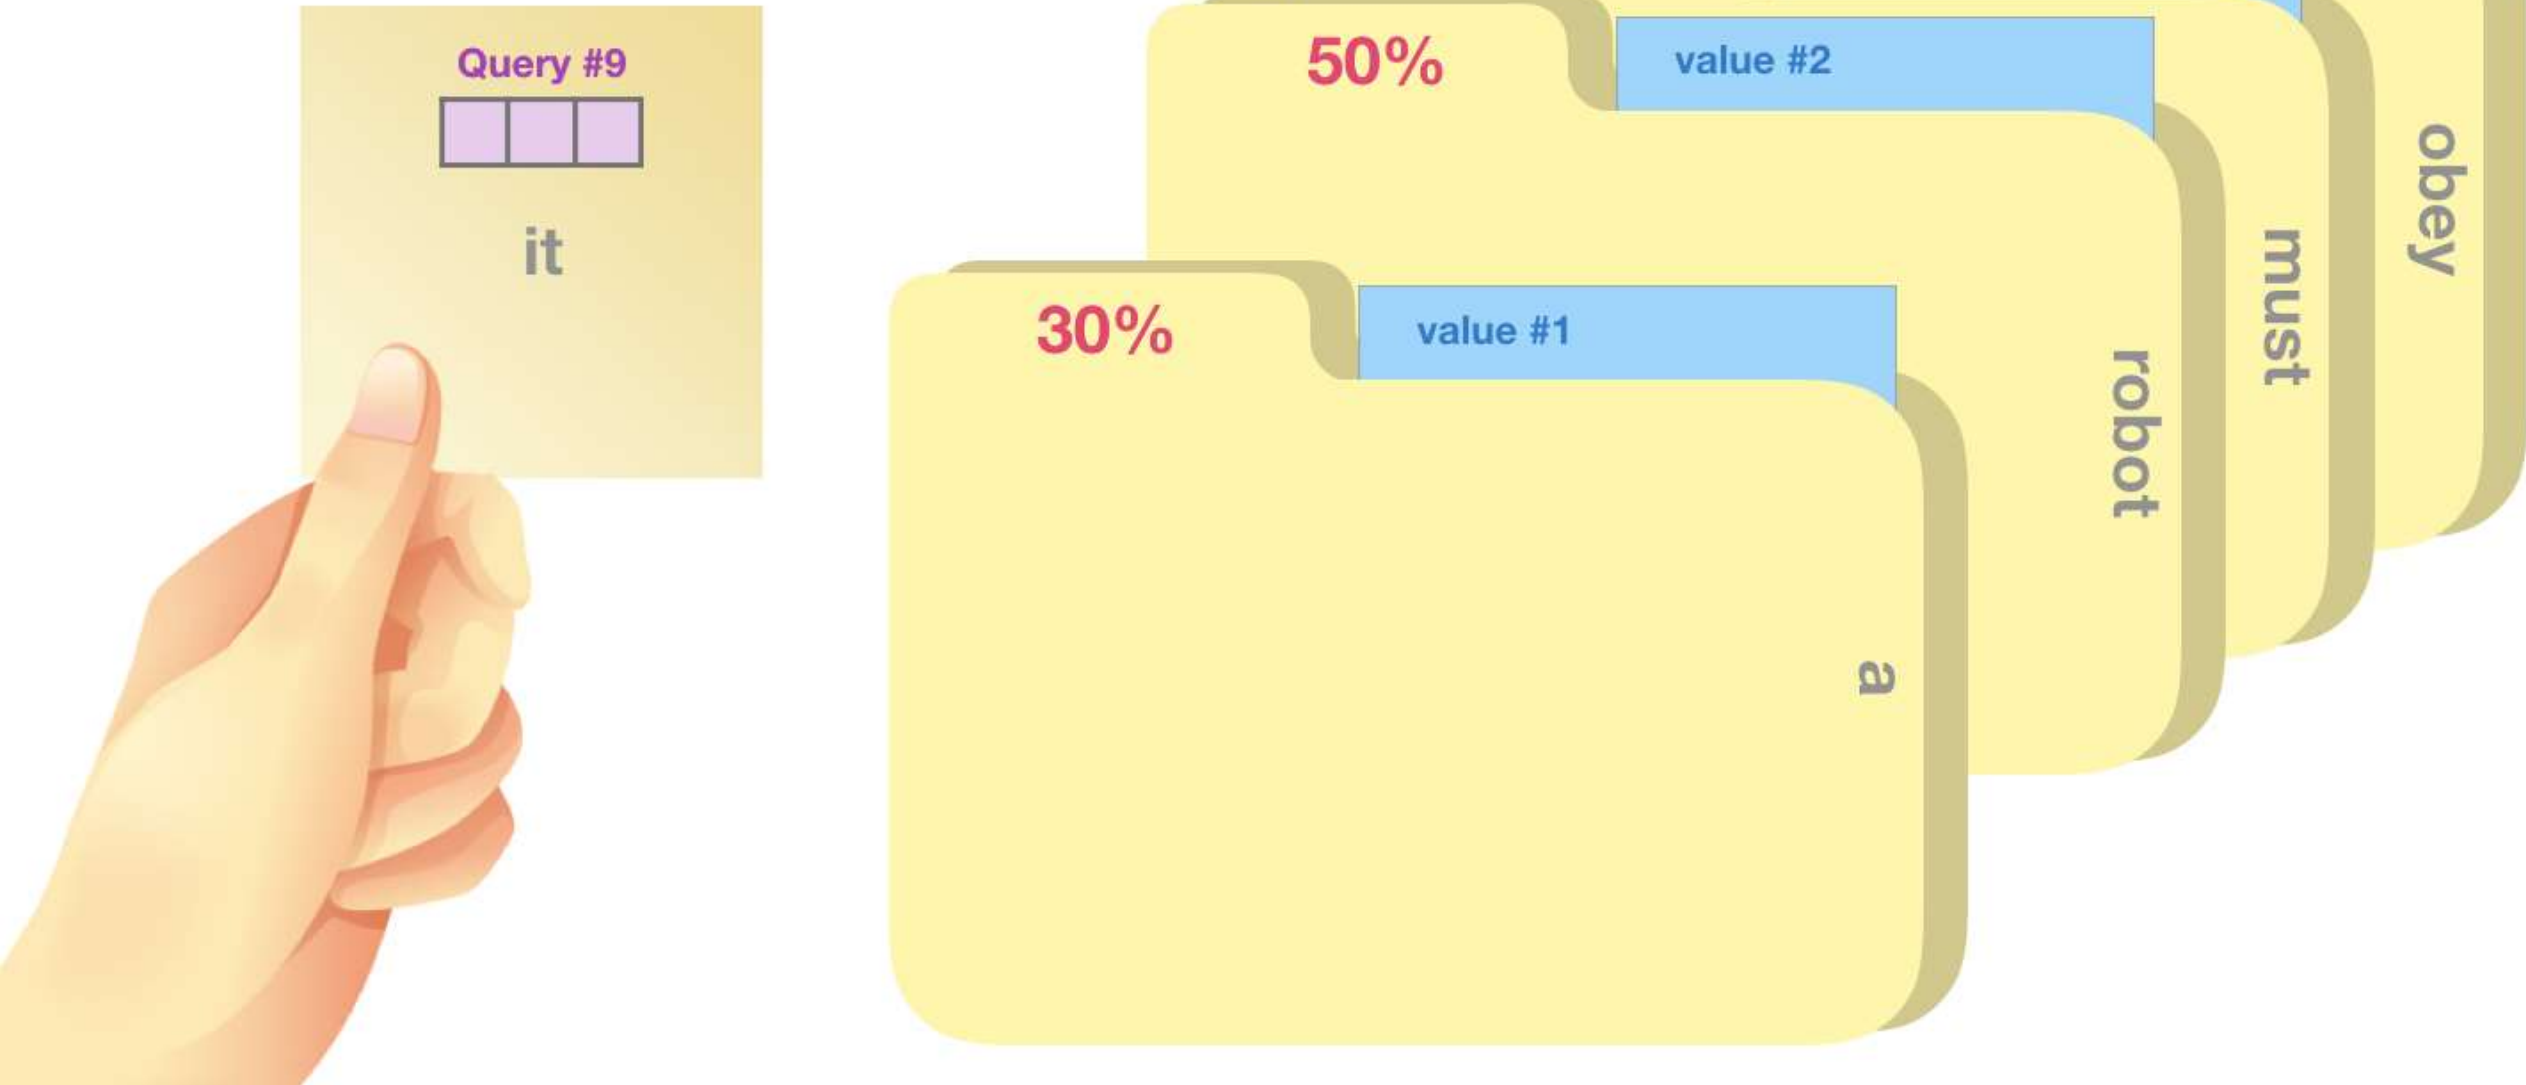 Query #9
it
50%
value #2
obey
must
robot
30%
value #1
a